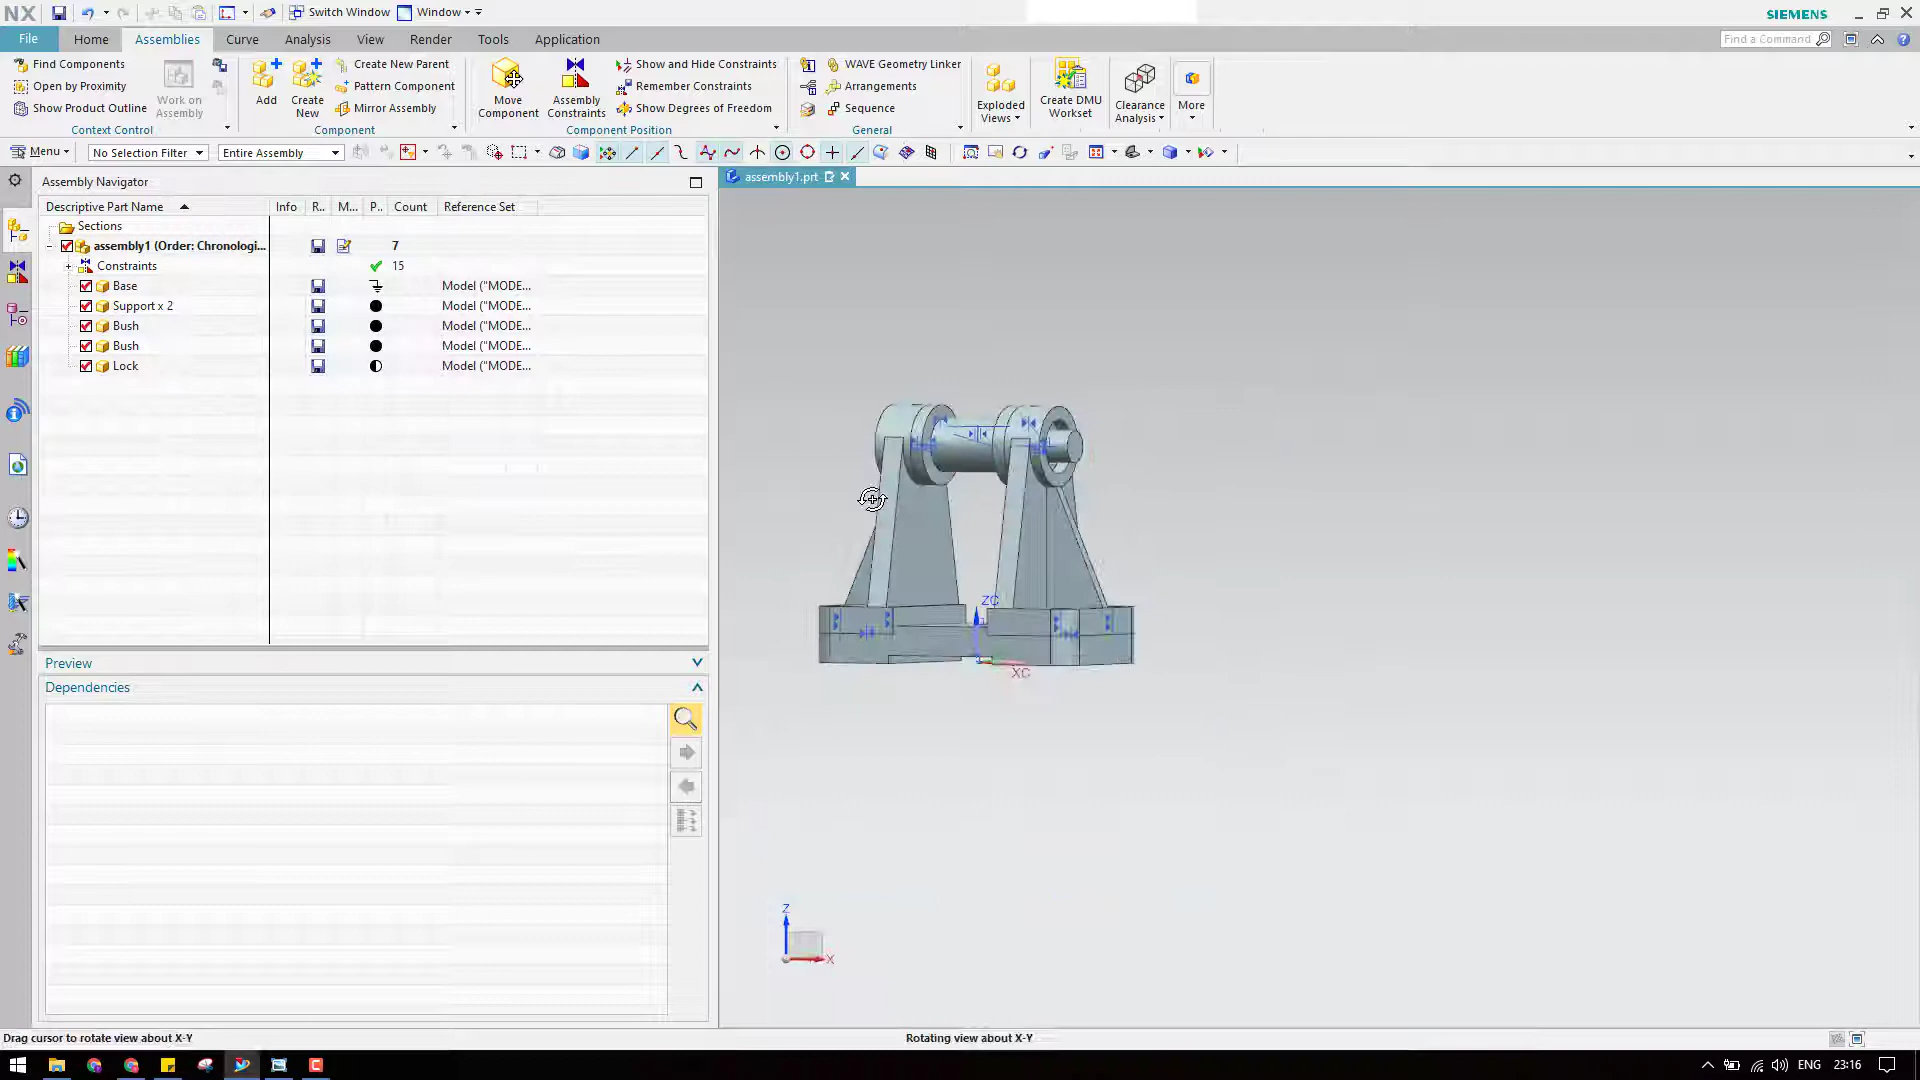 NX Switch Window Window SIEMENS
File Home Assemblies Curve Analysis View Render Tools Application Find a Command
Find Components
Open by Proximity
Show Product Outline
Work on Assembly
Context Control
Add
Create New
Create New Parent
Pattern Component
Mirror Assembly
Component
Move Component
Assembly Constraints
Show and Hide Constraints
Remember Constraints
Show Degrees of Freedom
Component Position
WAVE Geometry Linker
Arrangements
Sequence
General
Exploded Views
Create DMU Workset
Clearance Analysis
More
Menu No Selection Filter Entire Assembly
Assembly Navigator
assembly1.prt
Descriptive Part Name Info R.. M... P.. Count Reference Set
Sections
assembly1 (Order: Chronologi... 7
Constraints 15
Base Model ("MODE...
Support x 2 Model ("MODE...
Bush Model ("MODE...
Bush Model ("MODE...
Lock Model ("MODE...
ZC
XC
Preview
Dependencies
Z
X
Drag cursor to rotate view about X-Y
Rotating view about X-Y
ENG 23:16